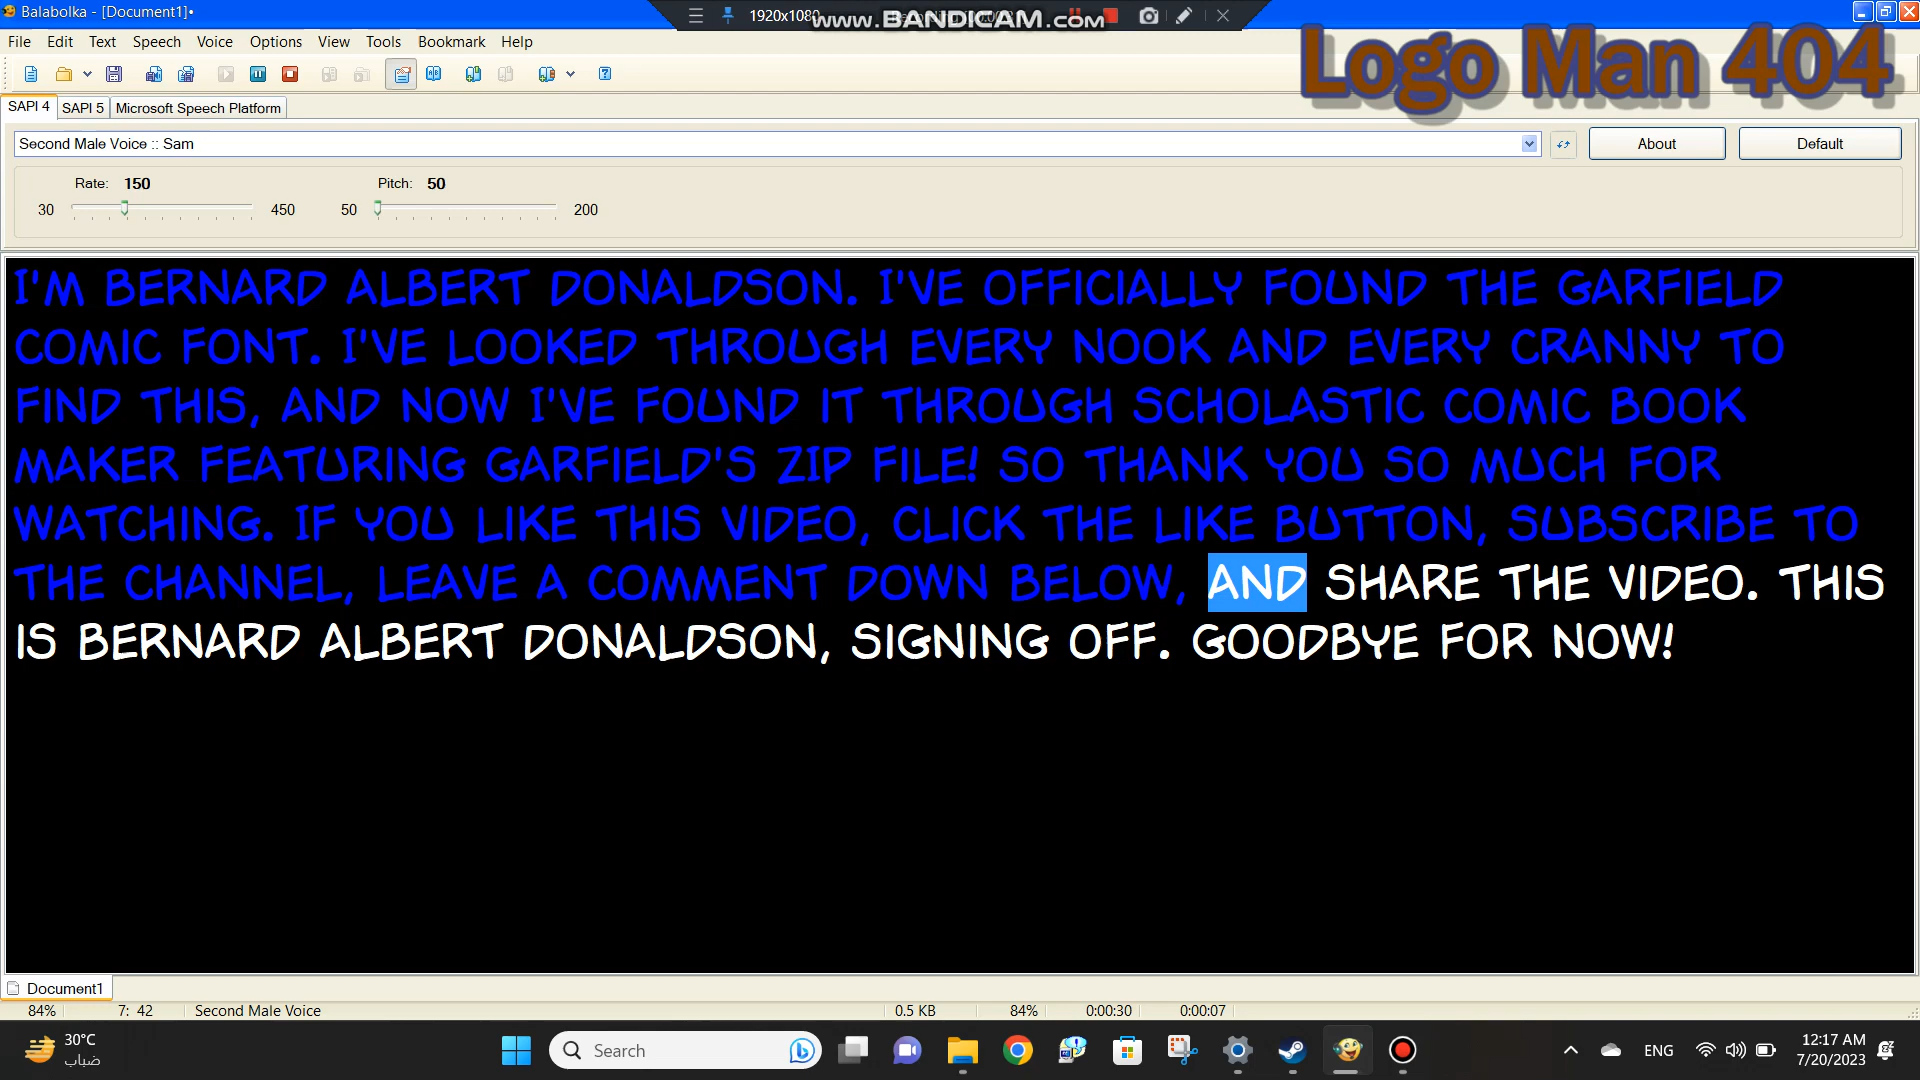 Balabolka - [Document1]•
1920x1080
www.BANDICAM.com
File Edit Text Speech Voice Options View Tools Bookmark Help
Logo Man 404
SAPI 4 SAPI 5 Microsoft Speech Platform
Second Male Voice :: Sam
About Default
Rate: 150 Pitch: 50
30 450 50 200
I'M BERNARD ALBERT DONALDSON. I'VE OFFICIALLY FOUND THE GARFIELD
COMIC FONT. I'VE LOOKED THROUGH EVERY NOOK AND EVERY CRANNY TO
FIND THIS, AND NOW I'VE FOUND IT THROUGH SCHOLASTIC COMIC BOOK
MAKER FEATURING GARFIELD'S ZIP FILE! SO THANK YOU SO MUCH FOR
WATCHING. IF YOU LIKE THIS VIDEO, CLICK THE LIKE BUTTON, SUBSCRIBE TO
THE CHANNEL, LEAVE A COMMENT DOWN BELOW, AND SHARE THE VIDEO. THIS
IS BERNARD ALBERT DONALDSON, SIGNING OFF. GOODBYE FOR NOW!
Document1
84% 7: 42 Second Male Voice 0.5 KB 84% 0:00:30 0:00:07
30°C
ضباب
Search
ENG
12:17 AM
7/20/2023